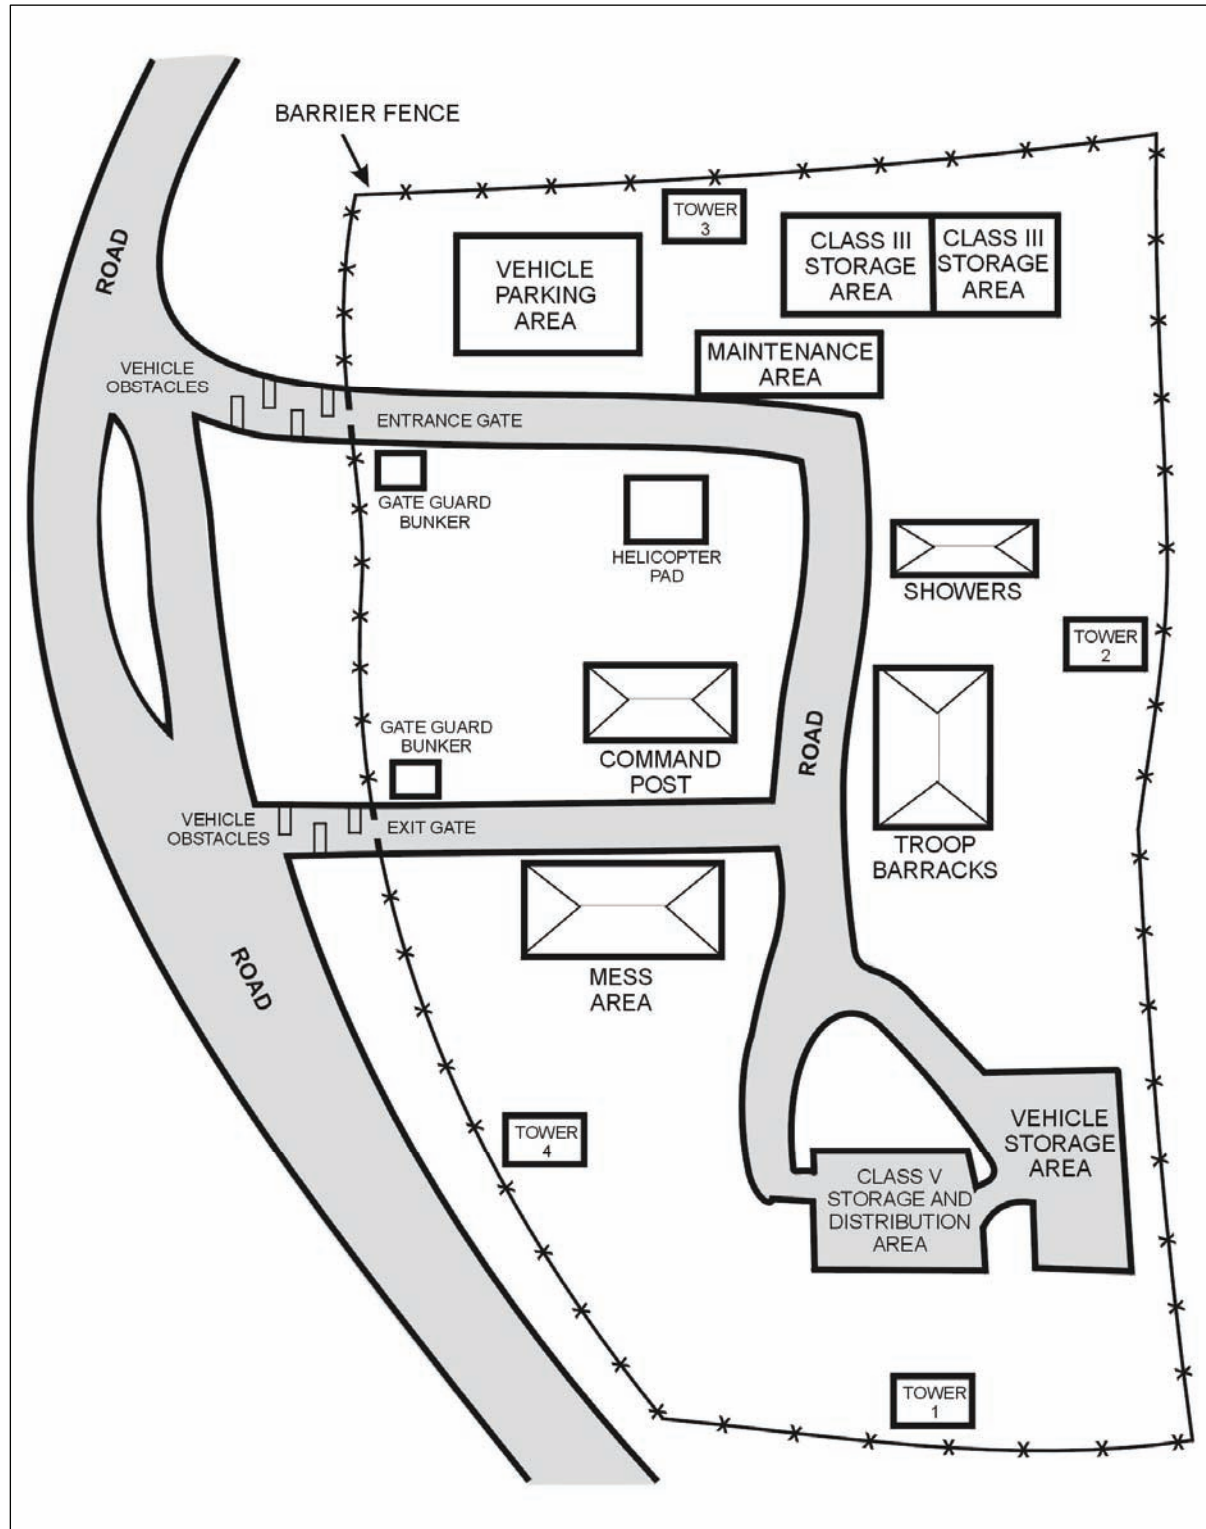 BARRIER FENCE
TOWER
3
CLASS III
STORAGE
AREA
CLASS III
STORAGE
AREA
ROAD
VEHICLE
PARKING
AREA
MAINTENANCE
AREA
VEHICLE
OBSTACLES
ENTRANCE GATE
GATE GUARD
BUNKER
HELICOPTER
PAD
SHOWERS
TOWER
2
GATE GUARD
BUNKER
COMMAND
POST
ROAD
TROOP
BARRACKS
VEHICLE
OBSTACLES
EXIT GATE
ROAD
MESS
AREA
TOWER
4
VEHICLE
STORAGE
AREA
CLASS V
STORAGE AND
DISTRIBUTION
AREA
TOWER
1